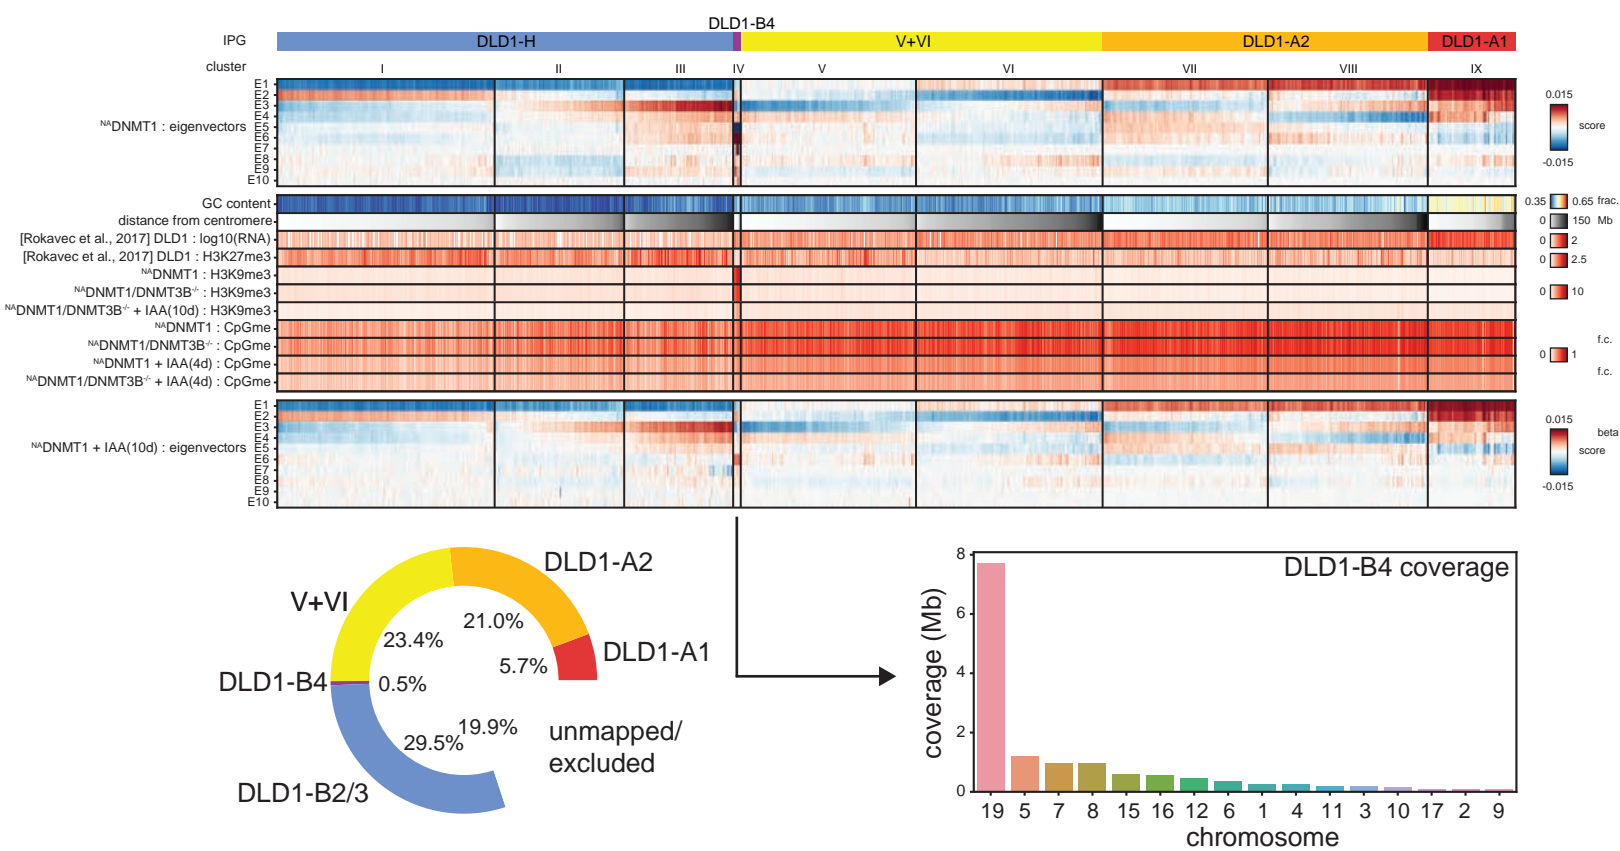 DLD1-B4
IPG
DLD1-H
V+VI
DLD1-A2
DLD1-A1
cluster
I
II
III
IV
V
VI
VII
VIII
IX
NADNMT1 : eigenvectors
E1
E2
E3
E4
E5
E6
E7
E8
E9
E10
0.015
score
-0.015
GC content
0.35
0.65 frac.
distance from centromere
0
150 Mb
[Rokavec et al., 2017] DLD1 : log10(RNA)
0
2
[Rokavec et al., 2017] DLD1 : H3K27me3
0
2.5
NADNMT1 : H3K9me3
NADNMT1/DNMT3B-/- : H3K9me3
0
10
NADNMT1/DNMT3B-/- + IAA(10d) : H3K9me3
NADNMT1 : CpGme
NADNMT1/DNMT3B-/- : CpGme
NADNMT1 + IAA(4d) : CpGme
NADNMT1/DNMT3B-/- + IAA(4d) : CpGme
f.c.
0
1
f.c.
NADNMT1 + IAA(10d) : eigenvectors
E1
E2
E3
E4
E5
E6
E7
E8
E9
E10
0.015
beta
score
-0.015
DLD1-A2
V+VI
21.0%
23.4%
DLD1-A1
5.7%
DLD1-B4
0.5%
19.9%
unmapped/
excluded
29.5%
DLD1-B2/3
DLD1-B4 coverage
coverage (Mb)
8
6
4
2
0
19 5 7 8 15 16 12 6 1 4 11 3 10 17 2 9
chromosome